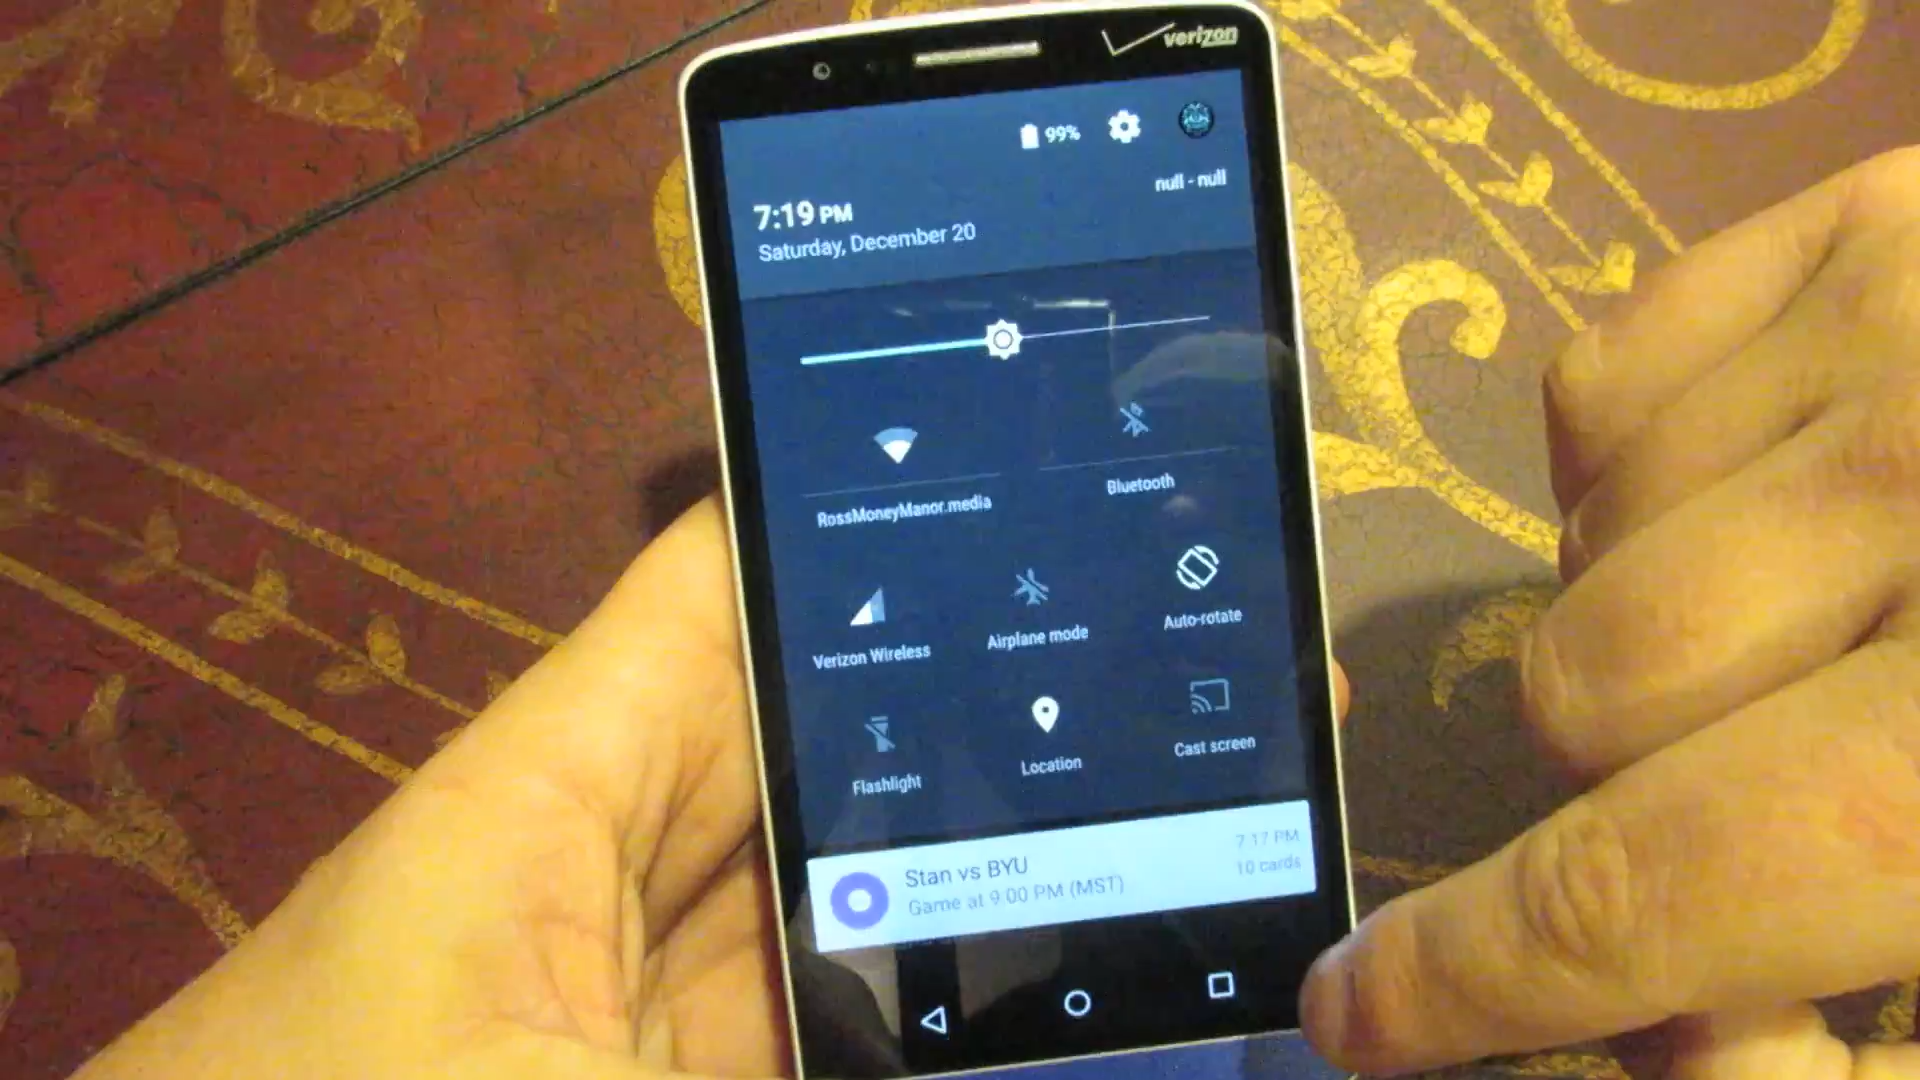 verizon
99%
null - null
7:19 PM
Saturday, December 20
RossMoneyManor.media
Bluetooth
Verizon Wireless
Airplane mode
Auto-rotate
Flashlight
Location
Cast screen
Stan vs BYU
7:17 PM
Game at 9:00 PM (MST)
10 cards